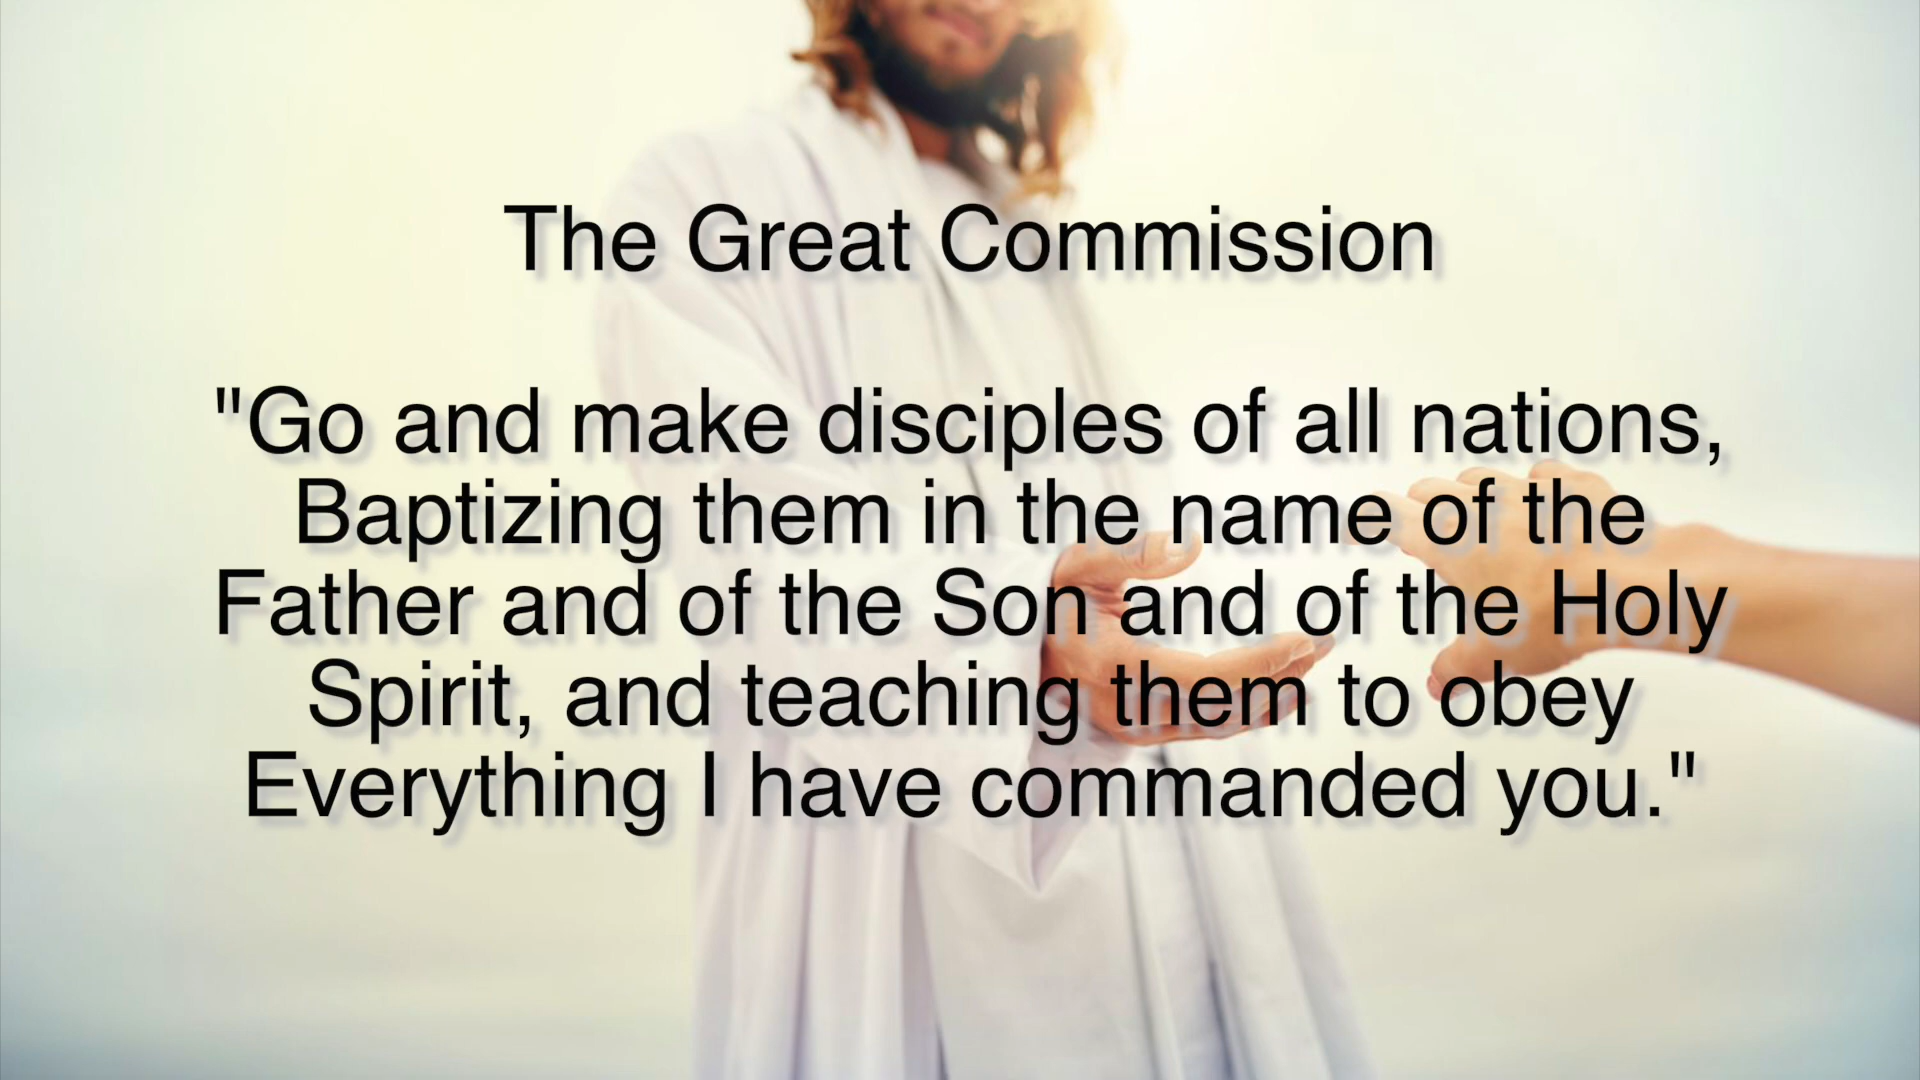 The Great Commission
"Go and make disciples of all nations,
Baptizing them in the name of the
Father and of the Son and of the Holy
Spirit, and teaching them to obey
Everything I have commanded you."